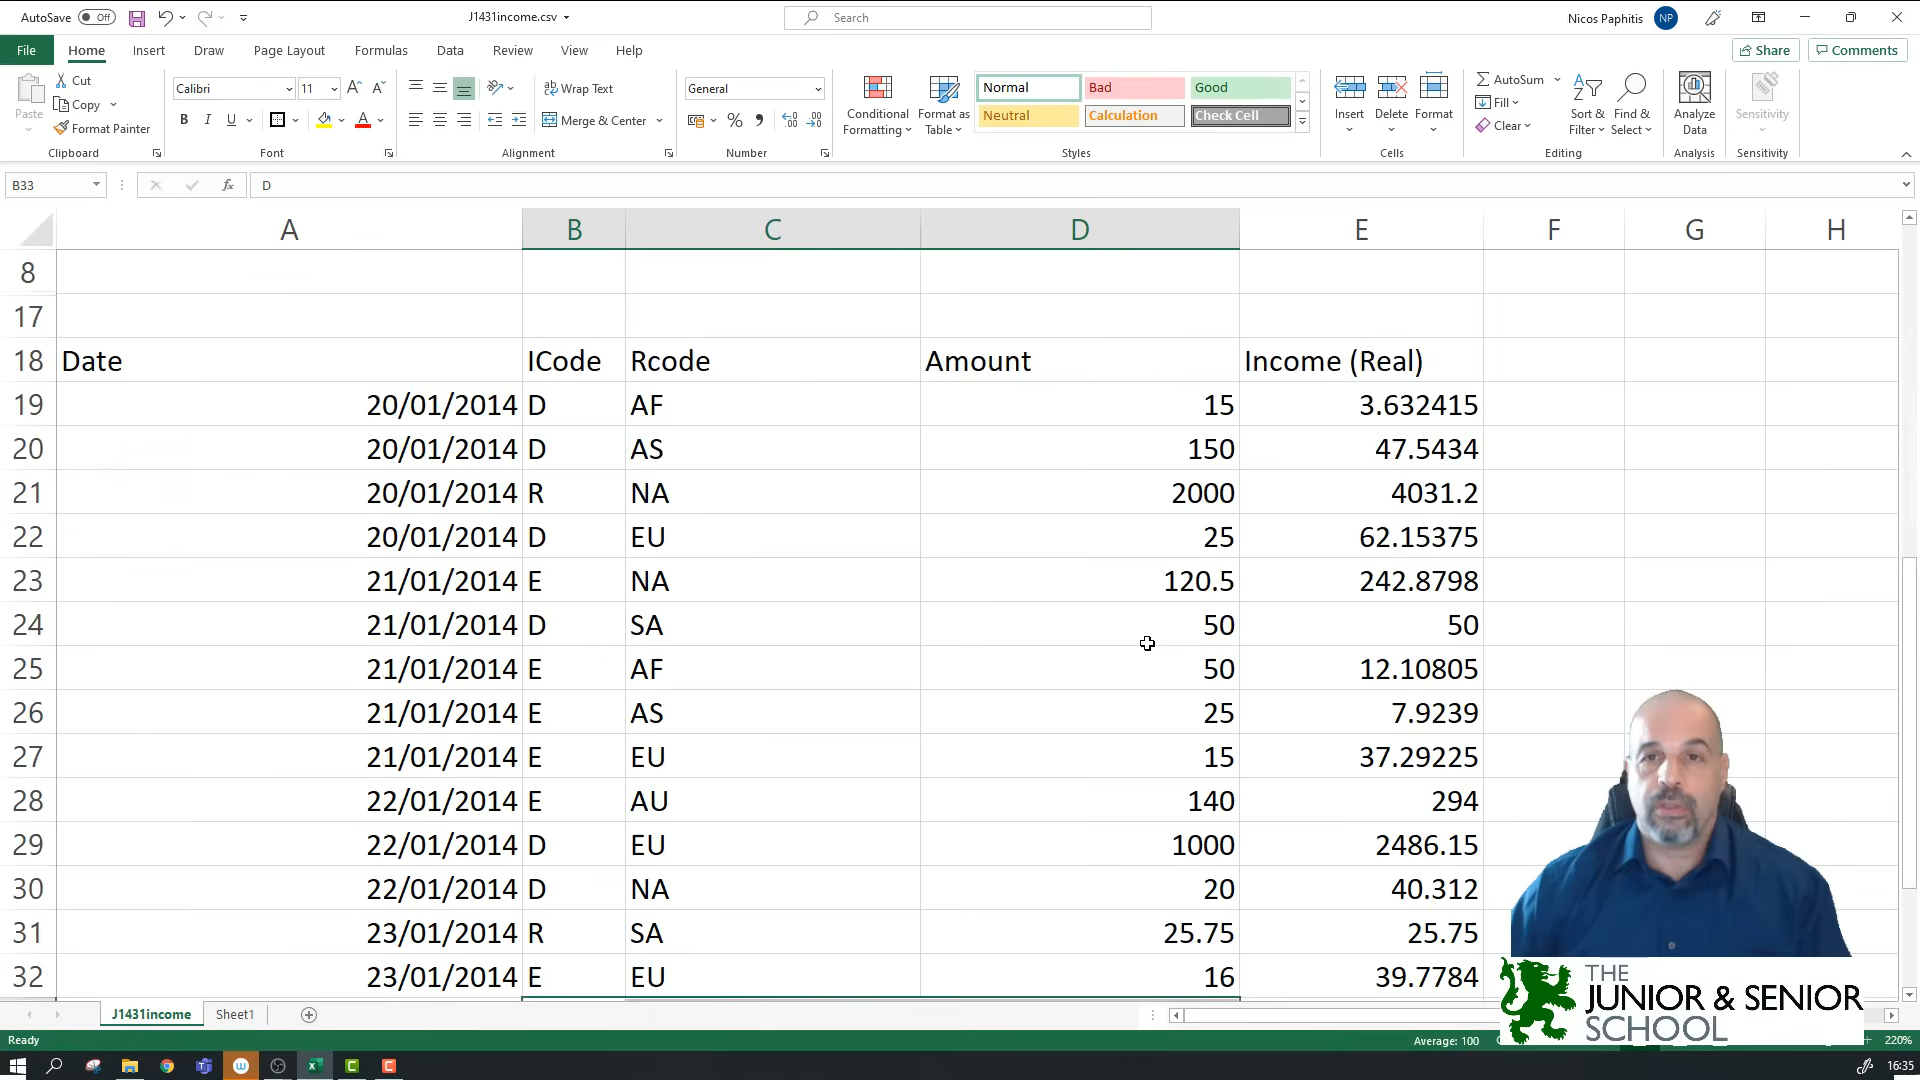 AutoSave Off J1431income.csv Search Nicos Paphitis NP
File Home Insert Draw Page Layout Formulas Data Review View Help Share Comments
Paste Cut Copy Format Painter Clipboard
Calibri 11 B I U A Font
Wrap Text Merge & Center Alignment
General % Number
Conditional Formatting Format as Table Normal Bad Good Neutral Calculation Check Cell Styles
Insert Delete Format Cells
AutoSum Fill Clear Sort & Filter Find & Select Editing
Analyze Data Analysis
Sensitivity Sensitivity
B33 fx D
A B C D E F G H
8
17
18 Date ICode Rcode Amount Income (Real)
19 20/01/2014 D AF 15 3.632415
20 20/01/2014 D AS 150 47.5434
21 20/01/2014 R NA 2000 4031.2
22 20/01/2014 D EU 25 62.15375
23 21/01/2014 E NA 120.5 242.8798
24 21/01/2014 D SA 50 50
25 21/01/2014 E AF 50 12.10805
26 21/01/2014 E AS 25 7.9239
27 21/01/2014 E EU 15 37.29225
28 22/01/2014 E AU 140 294
29 22/01/2014 D EU 1000 2486.15
30 22/01/2014 D NA 20 40.312
31 23/01/2014 R SA 25.75 25.75
32 23/01/2014 E EU 16 39.7784
THE
JUNIOR & SENIOR
SCHOOL
J1431income Sheet1
Ready Average: 100 220%
16:35